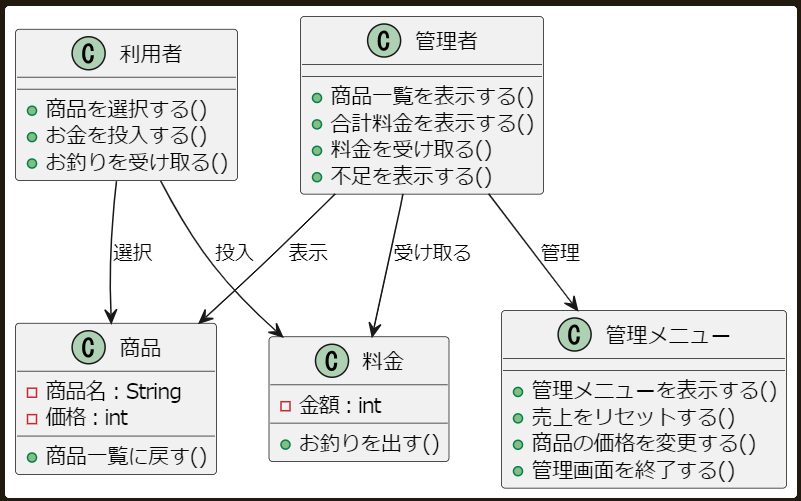 C 利用者
商品を選択する()
お金を投入する()
お釣りを受け取る()
C 管理者
商品一覧を表示する()
合計料金を表示する()
料金を受け取る()
不足を表示する()
選択
投入
表示
受け取る
管理
C 商品
商品名 : String
価格 : int
商品一覧に戻す()
C 料金
金額 : int
お釣りを出す()
C 管理メニュー
管理メニューを表示する()
売上をリセットする()
商品の価格を変更する()
管理画面を終了する()